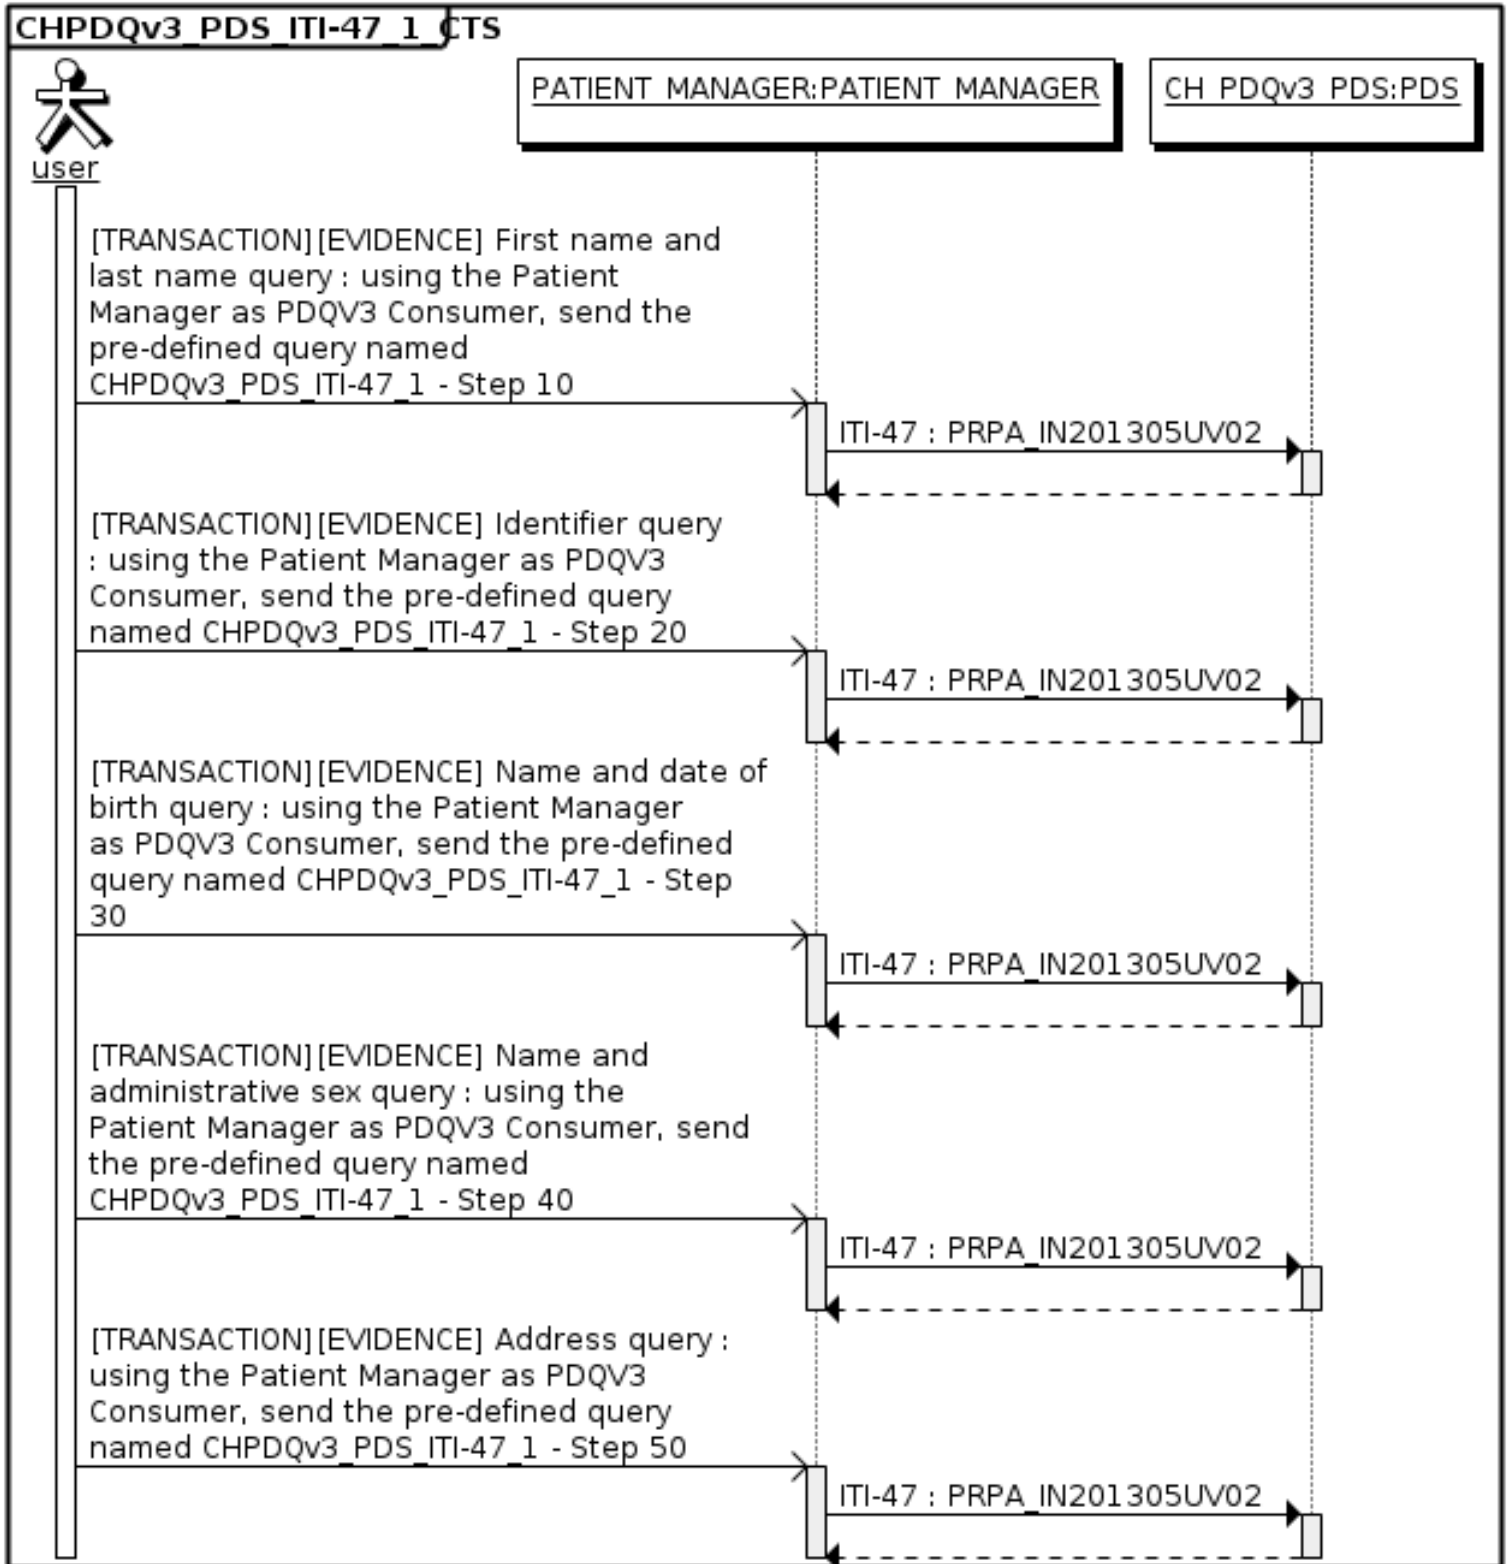 CHPDQv3_PDS_ITI-47_1_CTS
PATIENT MANAGER:PATIENT MANAGER
CH PDQv3 PDS:PDS
user
[TRANSACTION][EVIDENCE] First name and
last name query : using the Patient
Manager as PDQV3 Consumer, send the
pre-defined query named
CHPDQv3_PDS_ITI-47_1 - Step 10
ITI-47 : PRPA_IN201305UV02
[TRANSACTION][EVIDENCE] Identifier query
: using the Patient Manager as PDQV3
Consumer, send the pre-defined query
named CHPDQv3_PDS_ITI-47_1 - Step 20
ITI-47 : PRPA_IN201305UV02
[TRANSACTION][EVIDENCE] Name and date of
birth query : using the Patient Manager
as PDQV3 Consumer, send the pre-defined
query named CHPDQv3_PDS_ITI-47_1 - Step
30
ITI-47 : PRPA_IN201305UV02
[TRANSACTION][EVIDENCE] Name and
administrative sex query : using the
Patient Manager as PDQV3 Consumer, send
the pre-defined query named
CHPDQv3_PDS_ITI-47_1 - Step 40
ITI-47 : PRPA_IN201305UV02
[TRANSACTION][EVIDENCE] Address query :
using the Patient Manager as PDQV3
Consumer, send the pre-defined query
named CHPDQv3_PDS_ITI-47_1 - Step 50
ITI-47 : PRPA_IN201305UV02